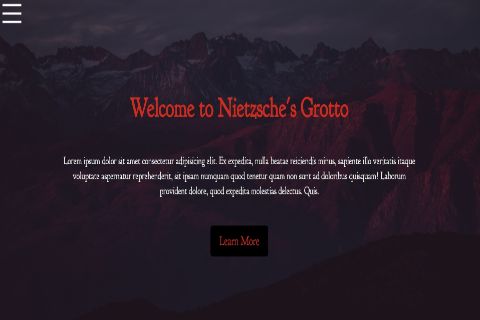 Welcome to Nietzsche's Grotto
Lorem ipsum dolor sit amet consectetur adipisicing elit. Ex expedita, nulla beatae reiciendis minus, sapiente illo veritatis itaque
voluptate aspernatur reprehenderit, sit ipsam numquam quod tenetur quam non sunt ad doloribus quisquam! Laborum
provident dolore, quod expedita molestias delectus. Quis.
Learn More